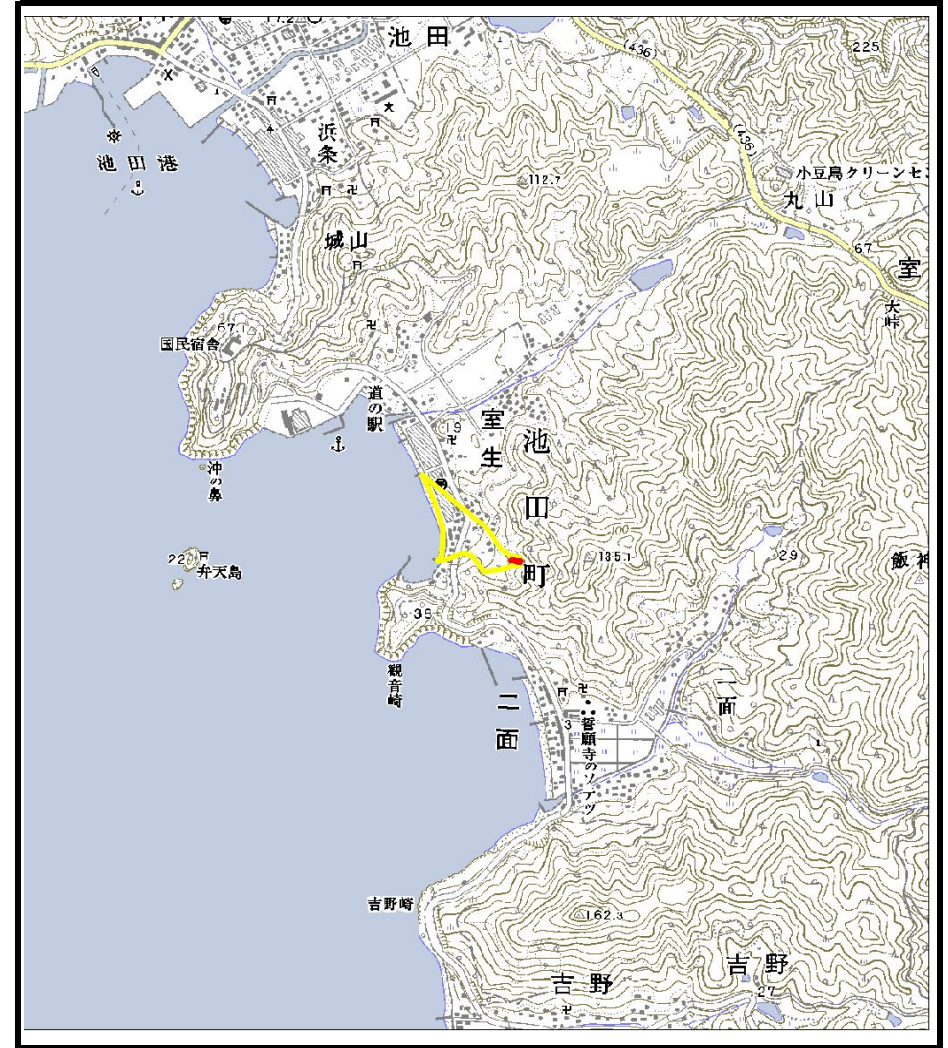 池田
(436)
225
浜条
池田港
112.7
(436)
小豆島クリーンセン
丸山
城山
67
室
67.1
国民宿舎
大峠
道の駅
室生
19
池田町
沖の鼻
185.1
29
飯神
22
弁天島
36
観音崎
二面
二面
3
誓願寺のソテツ
吉野崎
162.3
吉野
吉野
27